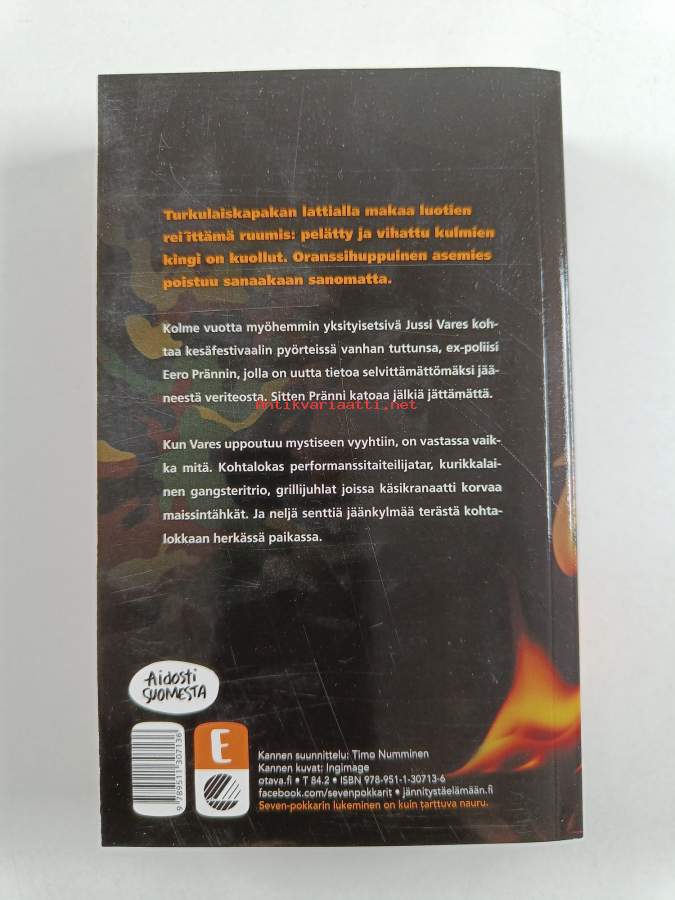 Turkulaiskapakan lattialla makaa luotien
rei'ittämä ruumis: pelätty ja vihattu kulmien
kingi on kuollut. Oranssihuppuinen asemies
poistuu sanaakaan sanomatta.
Kolme vuotta myöhemmin yksityisetsivä Jussi Vares koh-
taa kesäfestivaalin pyörteissä vanhan tuttunsa, ex-poliisi
Eero Prännin, jolla on uutta tietoa selvittämättömäksi jää-
neestä veriteosta. Sitten Pränni katoaa jälkiä jättämättä.
Antikvariaatti.net
Kun Vares uppoutuu mystiseen vyyhtiin, on vastassa vaik-
ka mitä. Kohtalokas performanssitaiteilijatar, kurikkalai-
nen gangsteritrio, grillijuhlat joissa käsikranaatti korvaa
maissintähkät. Ja neljä senttiä jäänkylmää terästä kohta-
lokkaan herkässä paikassa.
Aidosti
SUOMESTA
9 789511 307136
E
Kannen suunnittelu: Timo Numminen
Kannen kuvat: Ingimage
otava.fi • T 84.2 • ISBN 978-951-1-30713-6
facebook.com/sevenpokkarit • jännitystäelämään.fi
Seven-pokkarin lukeminen on kuin tarttuva nauru.